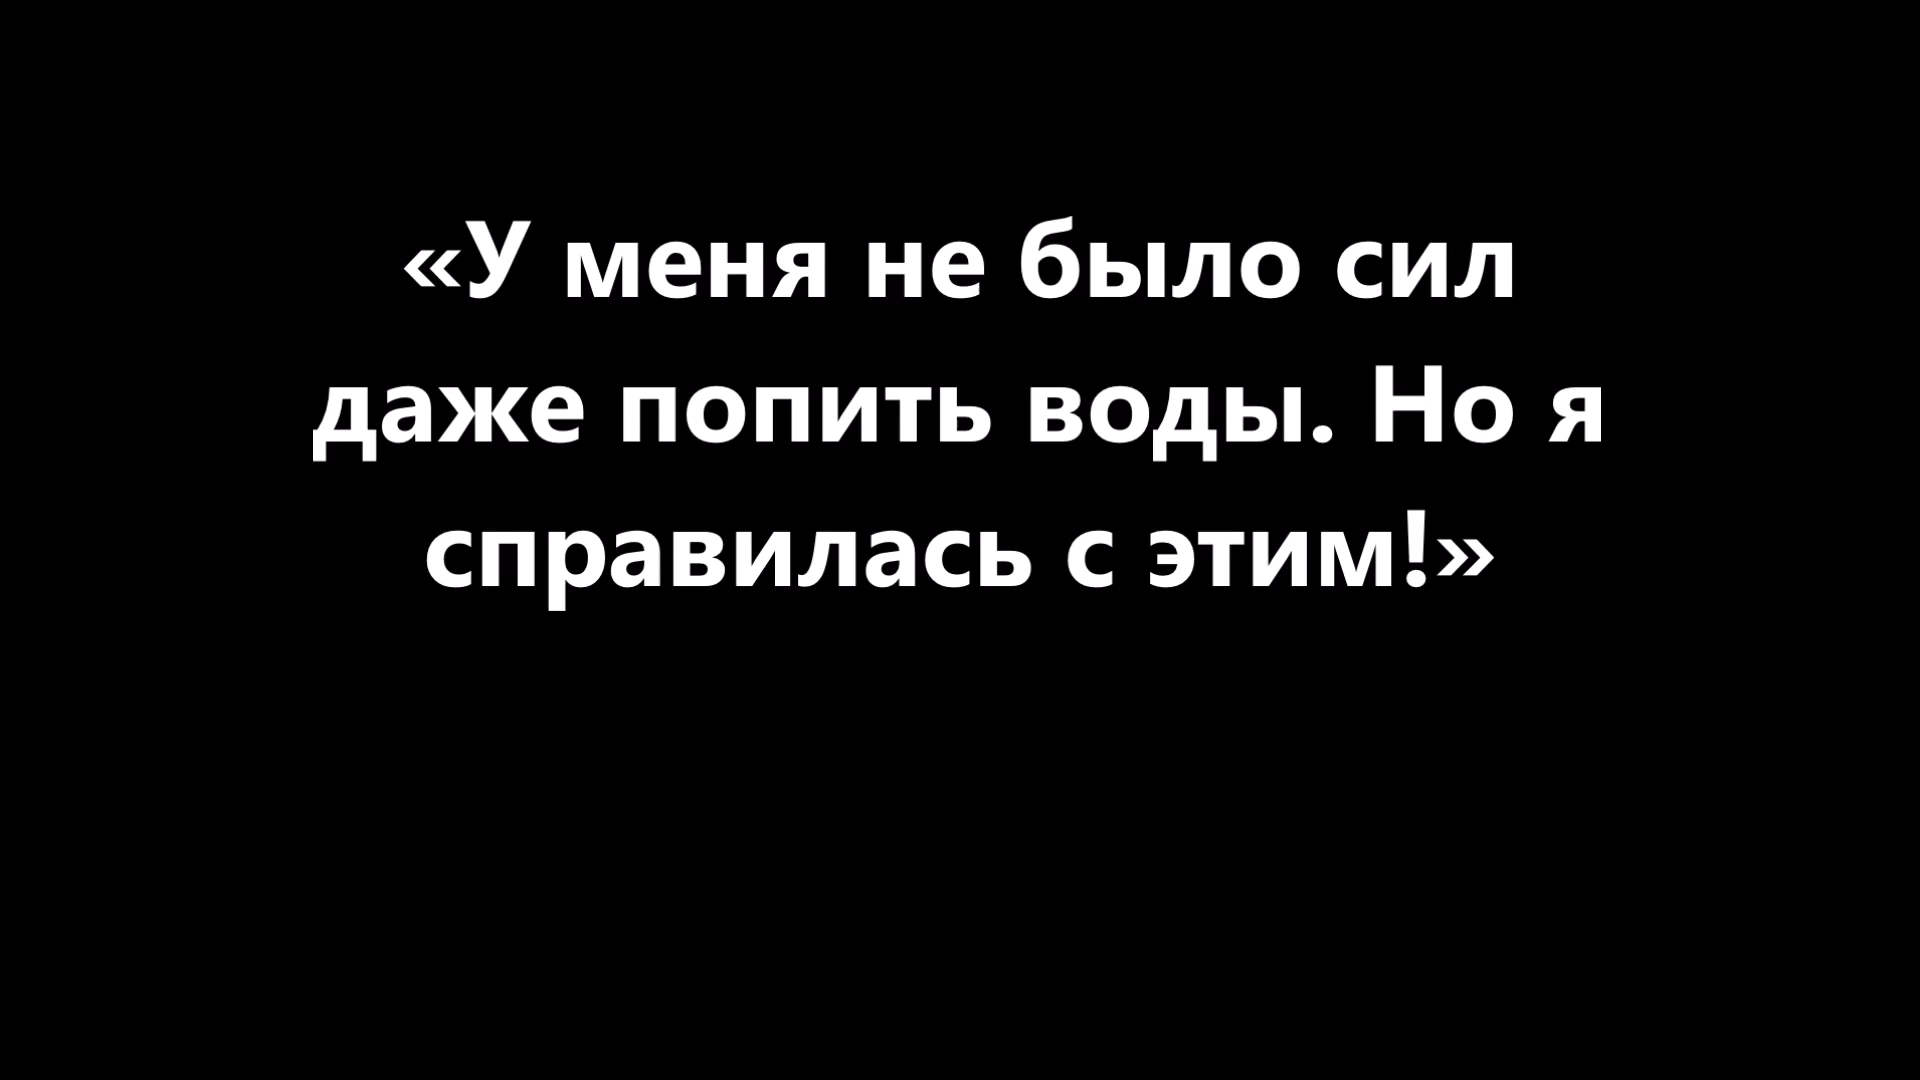 «У меня не было сил
даже попить воды. Но я
справилась с этим!»